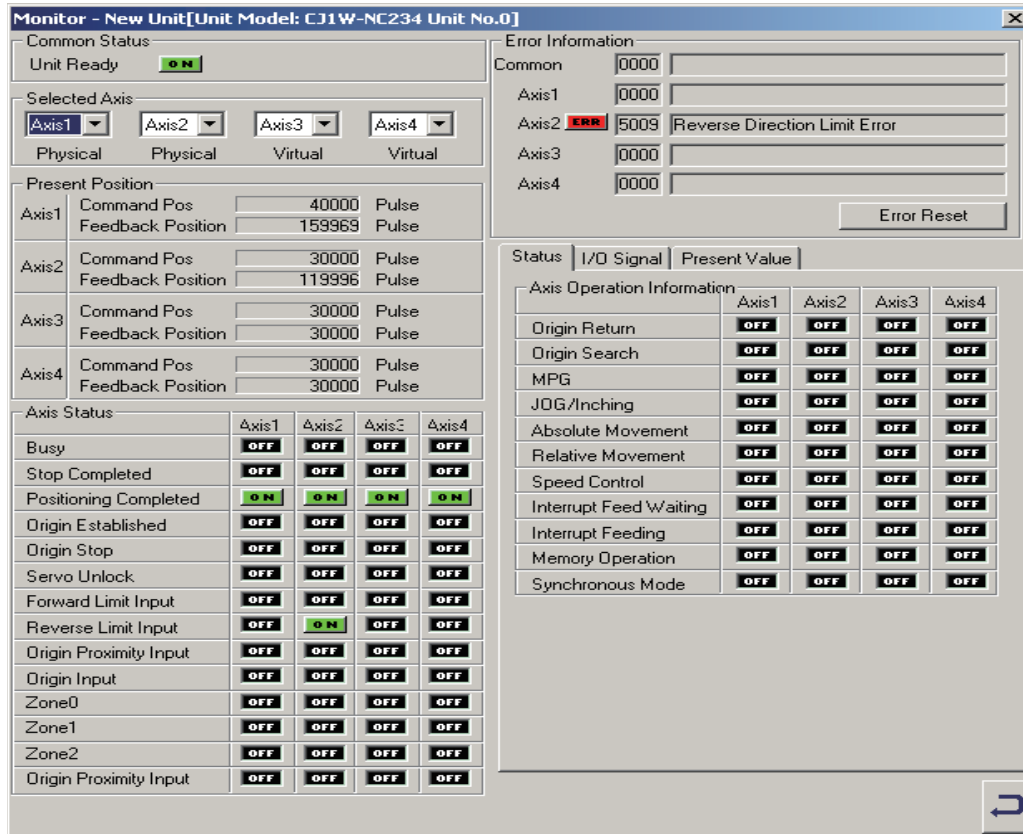 Monitor - New Unit[Unit Model: CJ1W-NC234 Unit No.0]
Common Status
Unit Ready ON
Selected Axis
Axis1 Axis2 Axis3 Axis4
Physical Physical Virtual Virtual
Present Position
Axis1 Command Pos 40000 Pulse
Feedback Position 159969 Pulse
Axis2 Command Pos 30000 Pulse
Feedback Position 119996 Pulse
Axis3 Command Pos 30000 Pulse
Feedback Position 30000 Pulse
Axis4 Command Pos 30000 Pulse
Feedback Position 30000 Pulse
Axis Status
Axis1 Axis2 Axis3 Axis4
Busy OFF OFF OFF OFF
Stop Completed OFF OFF OFF OFF
Positioning Completed ON ON ON ON
Origin Established OFF OFF OFF OFF
Origin Stop OFF OFF OFF OFF
Servo Unlock OFF OFF OFF OFF
Forward Limit Input OFF OFF OFF OFF
Reverse Limit Input OFF ON OFF OFF
Origin Proximity Input OFF OFF OFF OFF
Origin Input OFF OFF OFF OFF
Zone0 OFF OFF OFF OFF
Zone1 OFF OFF OFF OFF
Zone2 OFF OFF OFF OFF
Origin Proximity Input OFF OFF OFF OFF
Error Information
Common 0000
Axis1 0000
Axis2 ERR 5009 Reverse Direction Limit Error
Axis3 0000
Axis4 0000
Error Reset
Status I/O Signal Present Value
Axis Operation Information
Axis1 Axis2 Axis3 Axis4
Origin Return OFF OFF OFF OFF
Origin Search OFF OFF OFF OFF
MPG OFF OFF OFF OFF
JOG/Inching OFF OFF OFF OFF
Absolute Movement OFF OFF OFF OFF
Relative Movement OFF OFF OFF OFF
Speed Control OFF OFF OFF OFF
Interrupt Feed Waiting OFF OFF OFF OFF
Interrupt Feeding OFF OFF OFF OFF
Memory Operation OFF OFF OFF OFF
Synchronous Mode OFF OFF OFF OFF